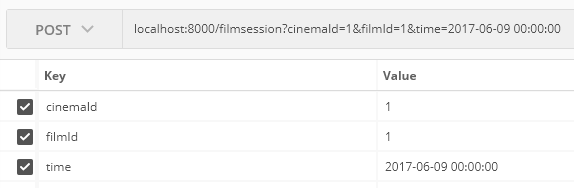 POST localhost:8000/filmsession?cinemaId=1&filmId=1&time=2017-06-09 00:00:00
Key Value
cinemaId 1
filmId 1
time 2017-06-09 00:00:00